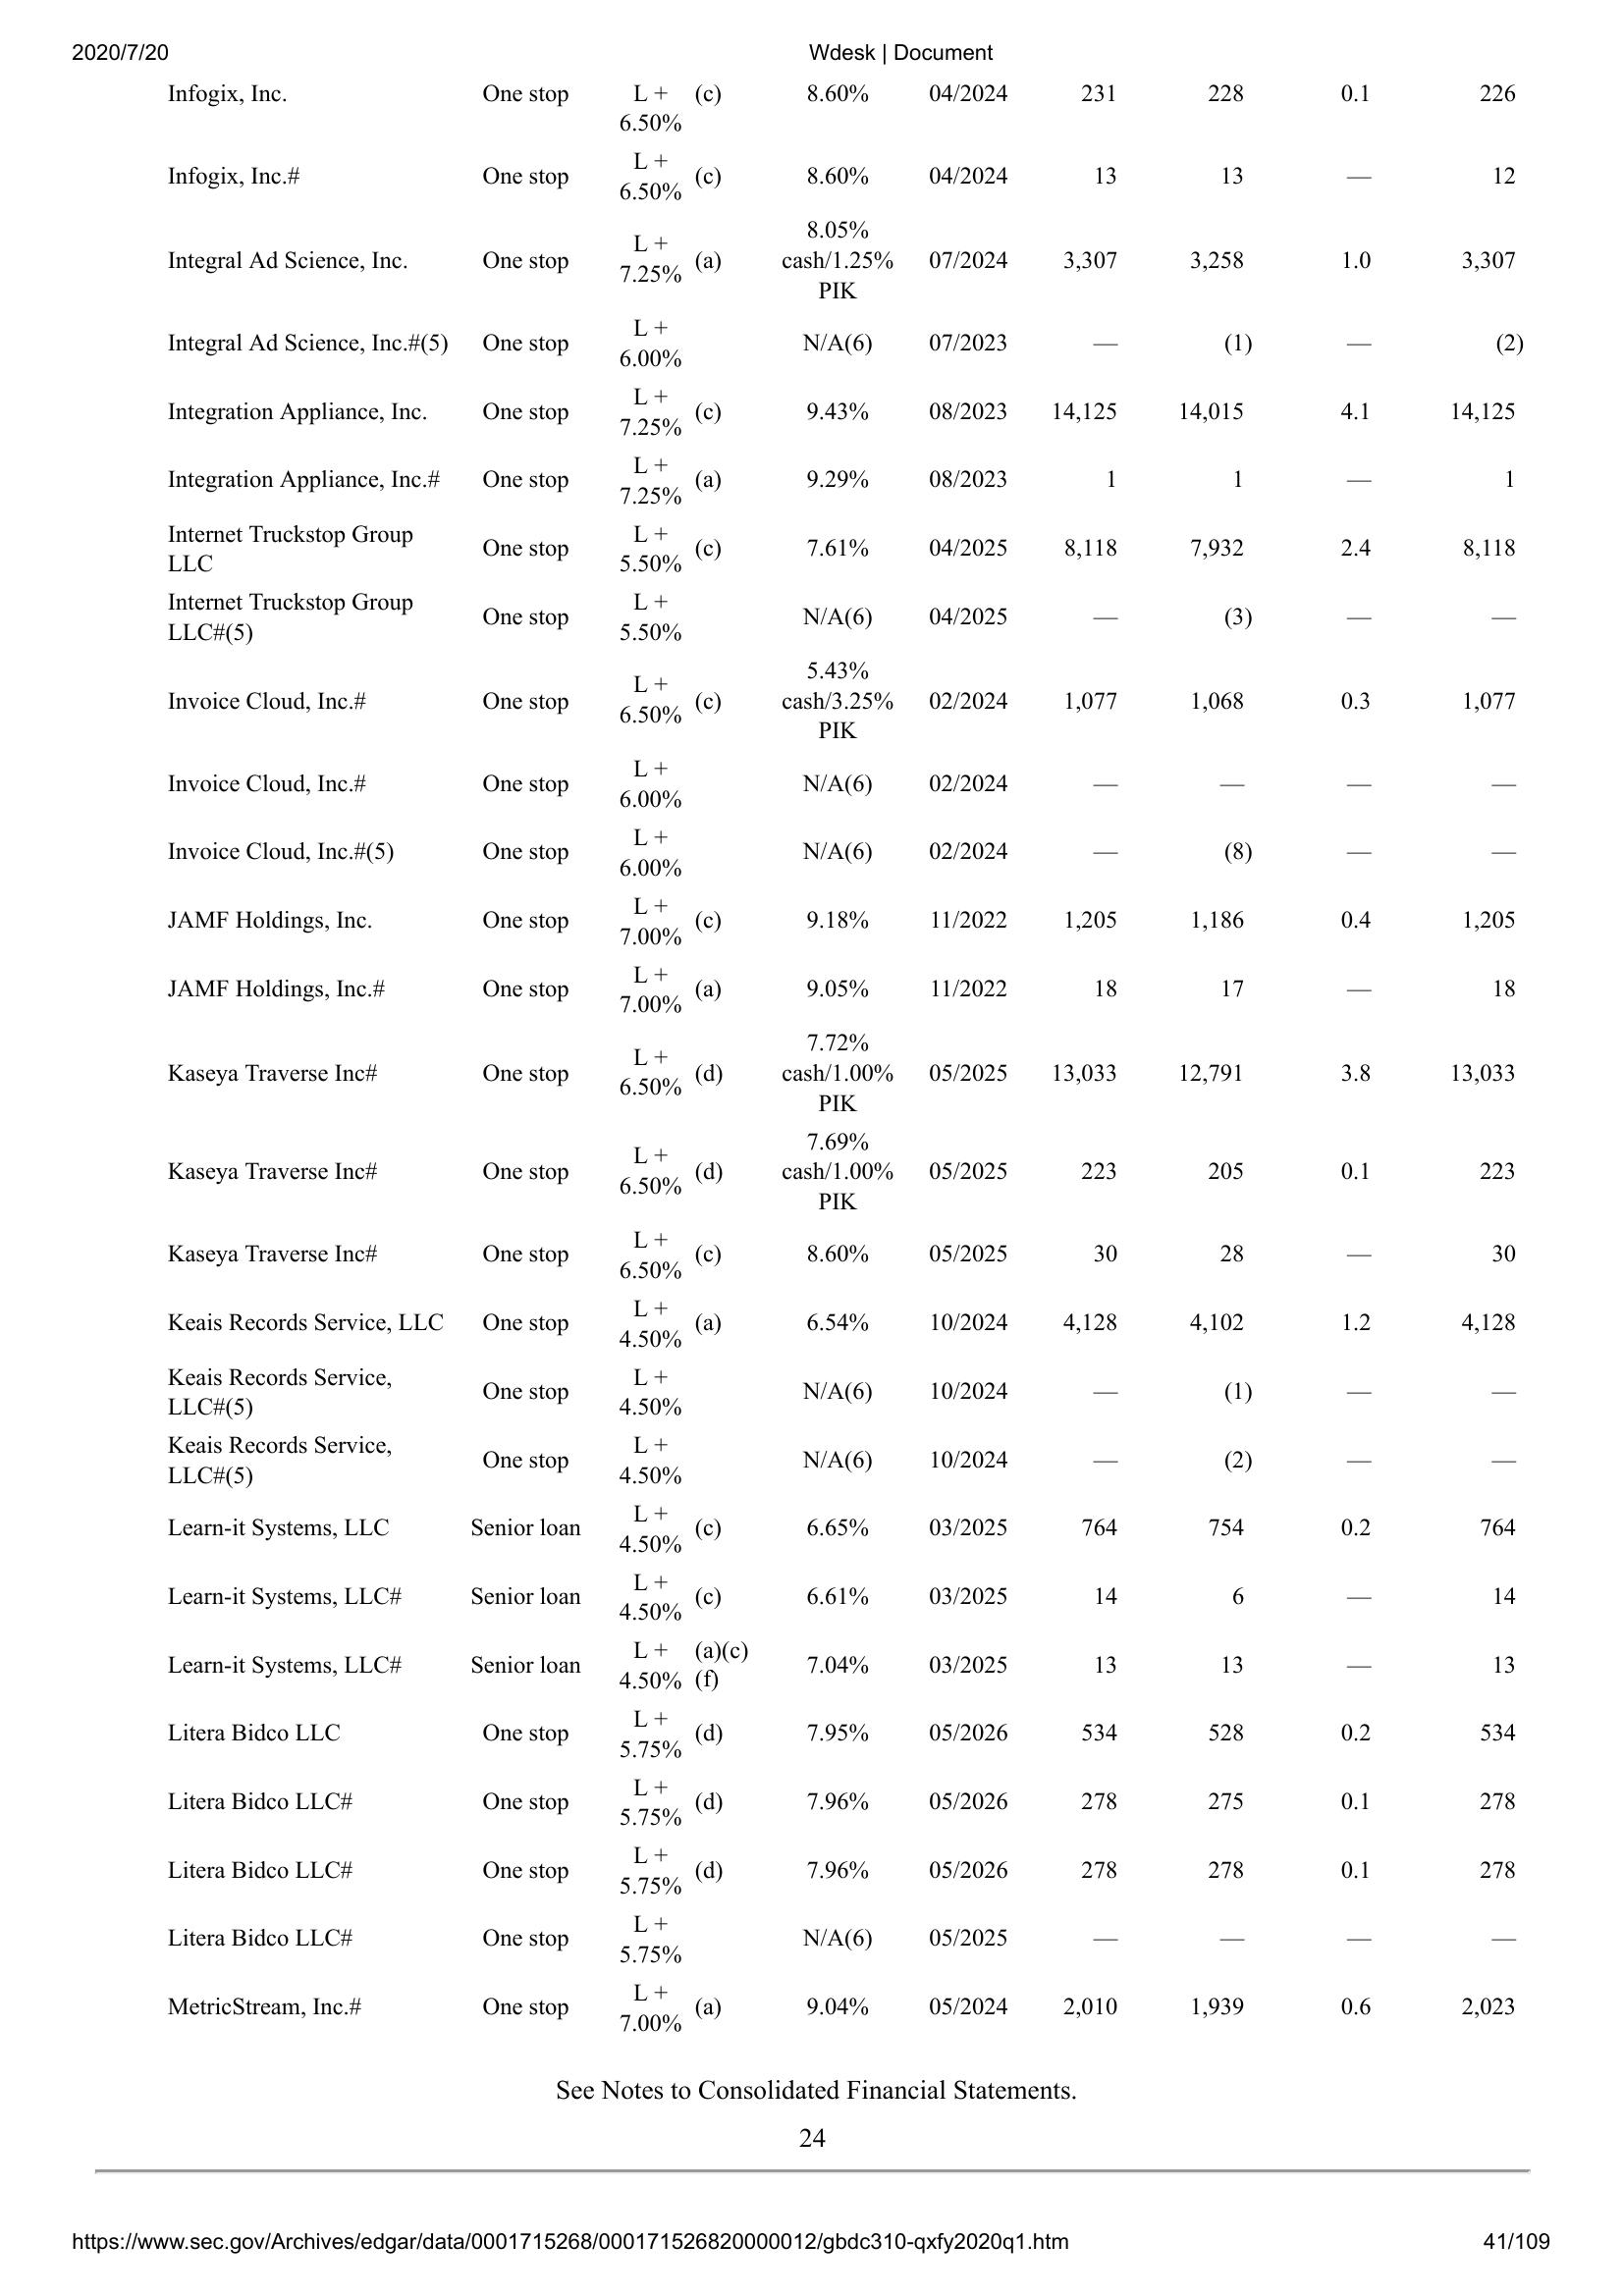 2020/7/20 Wdesk | Document
Infogix, Inc. One stop L + (c) 8.60% 04/2024 231 228 0.1 226
6.50%
Infogix, Inc.# One stop L + 6.50% (c) 8.60% 04/2024 13 13 — 12
Integral Ad Science, Inc. One stop L + 7.25% (a) 8.05% cash/1.25% PIK 07/2024 3,307 3,258 1.0 3,307
Integral Ad Science, Inc.#(5) One stop L + 6.00% N/A(6) 07/2023 — (1) — (2)
Integration Appliance, Inc. One stop L + 7.25% (c) 9.43% 08/2023 14,125 14,015 4.1 14,125
Integration Appliance, Inc.# One stop L + 7.25% (a) 9.29% 08/2023 1 1 — 1
Internet Truckstop Group LLC One stop L + 5.50% (c) 7.61% 04/2025 8,118 7,932 2.4 8,118
Internet Truckstop Group LLC#(5) One stop L + 5.50% N/A(6) 04/2025 — (3) — —
Invoice Cloud, Inc.# One stop L + 6.50% (c) 5.43% cash/3.25% PIK 02/2024 1,077 1,068 0.3 1,077
Invoice Cloud, Inc.# One stop L + 6.00% N/A(6) 02/2024 — — — —
Invoice Cloud, Inc.#(5) One stop L + 6.00% N/A(6) 02/2024 — (8) — —
JAMF Holdings, Inc. One stop L + 7.00% (c) 9.18% 11/2022 1,205 1,186 0.4 1,205
JAMF Holdings, Inc.# One stop L + 7.00% (a) 9.05% 11/2022 18 17 — 18
Kaseya Traverse Inc# One stop L + 6.50% (d) 7.72% cash/1.00% PIK 05/2025 13,033 12,791 3.8 13,033
Kaseya Traverse Inc# One stop L + 6.50% (d) 7.69% cash/1.00% PIK 05/2025 223 205 0.1 223
Kaseya Traverse Inc# One stop L + 6.50% (c) 8.60% 05/2025 30 28 — 30
Keais Records Service, LLC One stop L + 4.50% (a) 6.54% 10/2024 4,128 4,102 1.2 4,128
Keais Records Service, LLC#(5) One stop L + 4.50% N/A(6) 10/2024 — (1) — —
Keais Records Service, LLC#(5) One stop L + 4.50% N/A(6) 10/2024 — (2) — —
Learn-it Systems, LLC Senior loan L + 4.50% (c) 6.65% 03/2025 764 754 0.2 764
Learn-it Systems, LLC# Senior loan L + 4.50% (c) 6.61% 03/2025 14 6 — 14
Learn-it Systems, LLC# Senior loan L + 4.50% (a)(c)(f) 7.04% 03/2025 13 13 — 13
Litera Bidco LLC One stop L + 5.75% (d) 7.95% 05/2026 534 528 0.2 534
Litera Bidco LLC# One stop L + 5.75% (d) 7.96% 05/2026 278 275 0.1 278
Litera Bidco LLC# One stop L + 5.75% (d) 7.96% 05/2026 278 278 0.1 278
Litera Bidco LLC# One stop L + 5.75% N/A(6) 05/2025 — — — —
MetricStream, Inc.# One stop L + 7.00% (a) 9.04% 05/2024 2,010 1,939 0.6 2,023
See Notes to Consolidated Financial Statements.
24
https://www.sec.gov/Archives/edgar/data/0001715268/000171526820000012/gbdc310-qxfy2020q1.htm 41/109